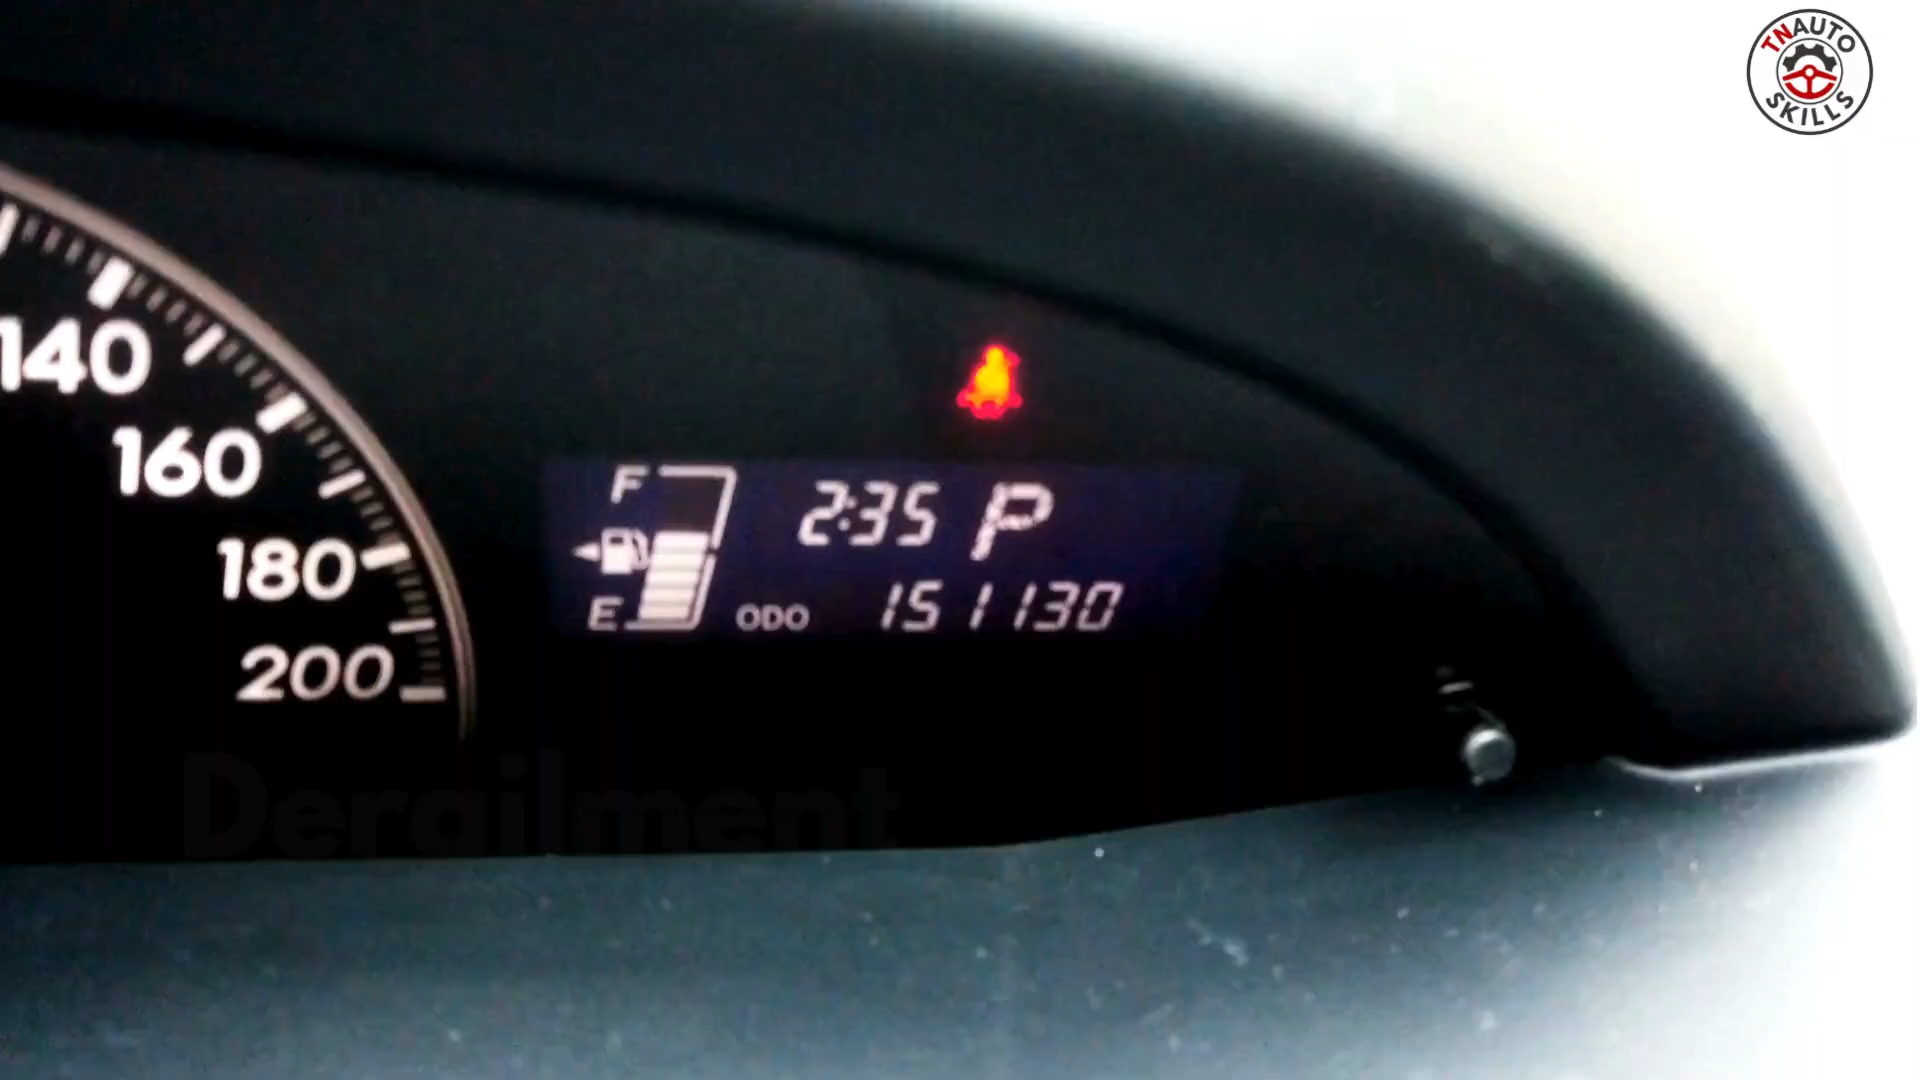 TNAUTO
SKILLS
140
160
180
200
F
2:35 P
E
ODO 151130
Derailment